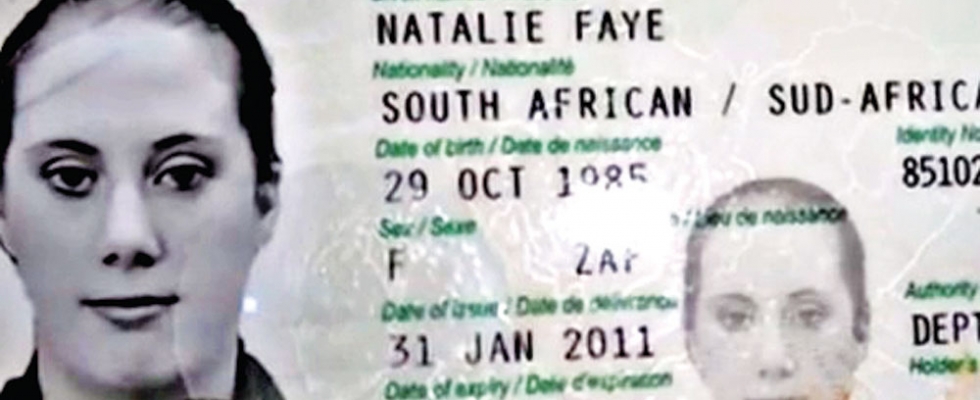 NATALIE FAYE
Nationality / Nationalité
SOUTH AFRICAN / SUD-AFRICA
Date of birth / Date de naissance
Identity N
29 OCT 1985
85102
Sex / Sexe
/ Lieu de naissance
F ZAF
Date of issue / Date de délivrance
Authority
31 JAN 2011
DEPT
Date of expiry / Date d'expiration
Holder's